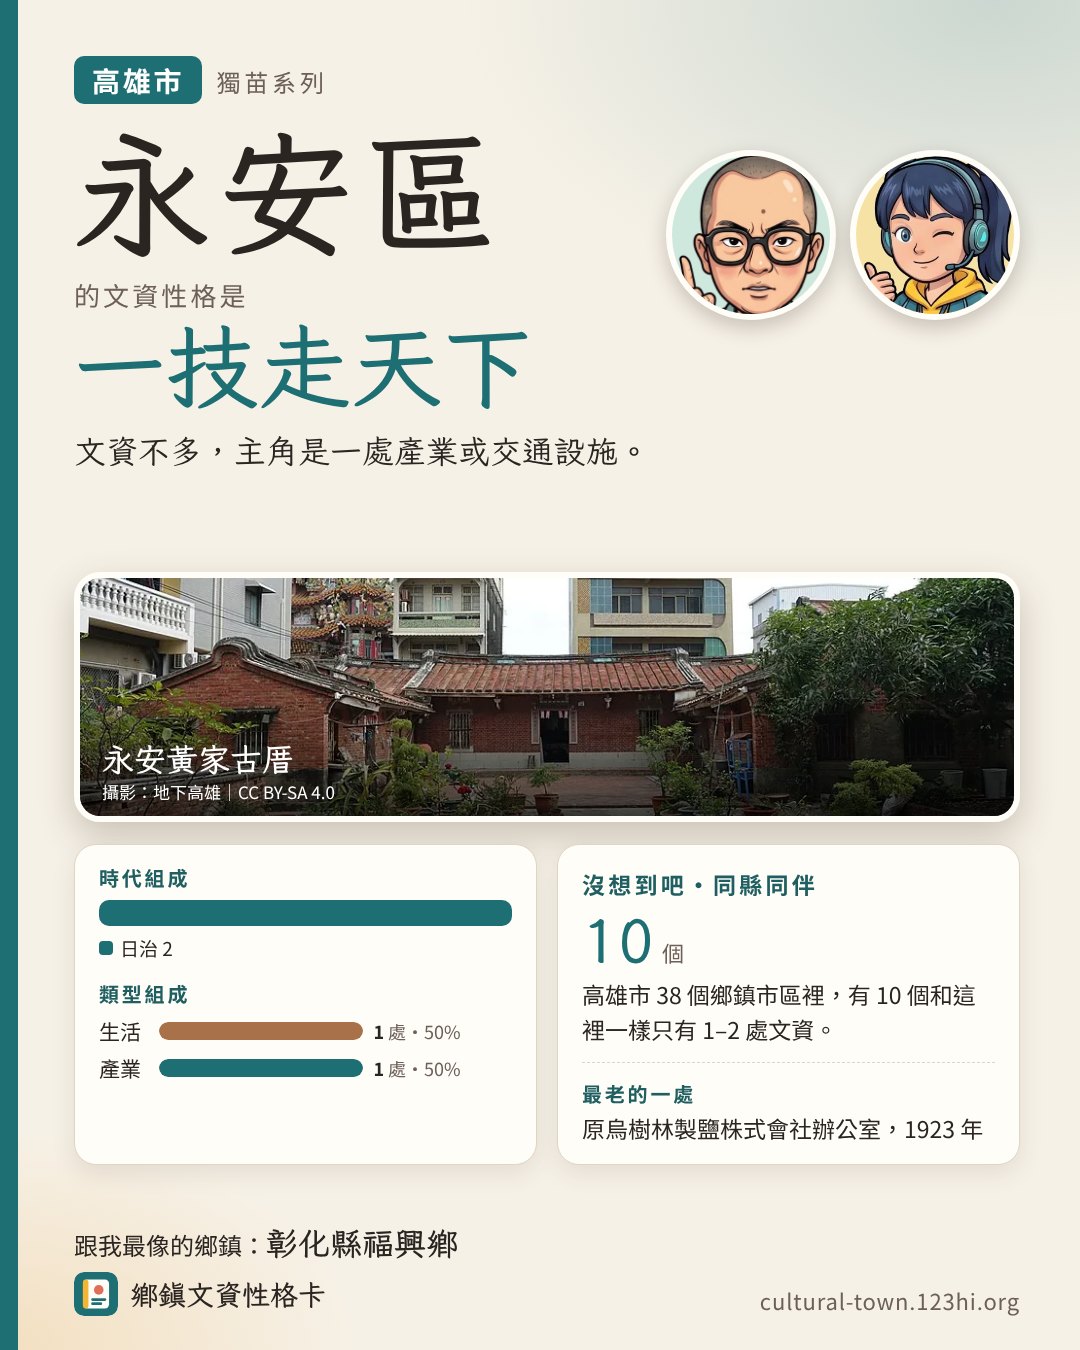 高雄市 獨苗系列
永安區
的文資性格是
一技走天下
文資不多，主角是一處產業或交通設施。
永安黃家古厝
攝影：地下高雄｜CC BY-SA 4.0
時代組成
日治 2
類型組成
生活 1 處・50%
產業 1 處・50%
沒想到吧・同縣同伴
10 個
高雄市 38 個鄉鎮市區裡，有 10 個和這
裡一樣只有 1–2 處文資。
最老的一處
原烏樹林製鹽株式會社辦公室，1923 年
跟我最像的鄉鎮：彰化縣福興鄉
鄉鎮文資性格卡
cultural-town.123hi.org